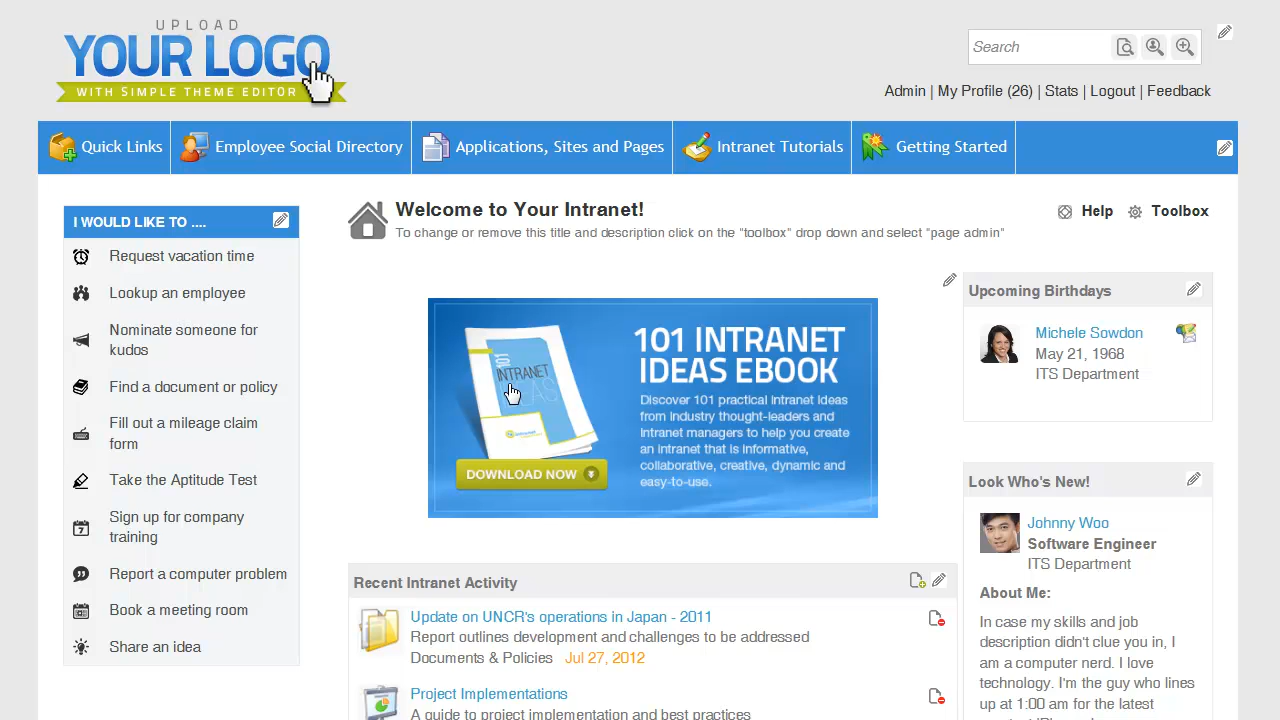 UPLOAD
YOUR LOGO
WITH SIMPLE THEME EDITOR
Search
Admin | My Profile (26) | Stats | Logout | Feedback
Quick Links
Employee Social Directory
Applications, Sites and Pages
Intranet Tutorials
Getting Started
I WOULD LIKE TO ....
Request vacation time
Lookup an employee
Nominate someone for
kudos
Find a document or policy
Fill out a mileage claim
form
Take the Aptitude Test
7
Sign up for company
training
Report a computer problem
Book a meeting room
Share an idea
Welcome to Your Intranet!
To change or remove this title and description click on the "toolbox" drop down and select "page admin"
Help
Toolbox
101
INTRANET
IDEAS
DOWNLOAD NOW
101 INTRANET
IDEAS EBOOK
Discover 101 practical intranet ideas
from industry thought-leaders and
intranet managers to help you create
an intranet that is informative,
collaborative, creative, dynamic and
easy-to-use.
Recent Intranet Activity
Update on UNCR's operations in Japan - 2011
Report outlines development and challenges to be addressed
Documents & Policies Jul 27, 2012
Project Implementations
A guide to project implementation and best practices
Upcoming Birthdays
Michele Sowdon
May 21, 1968
ITS Department
Look Who's New!
Johnny Woo
Software Engineer
ITS Department
About Me:
In case my skills and job
description didn't clue you in, I
am a computer nerd. I love
technology. I'm the guy who lines
up at 1:00 am for the latest